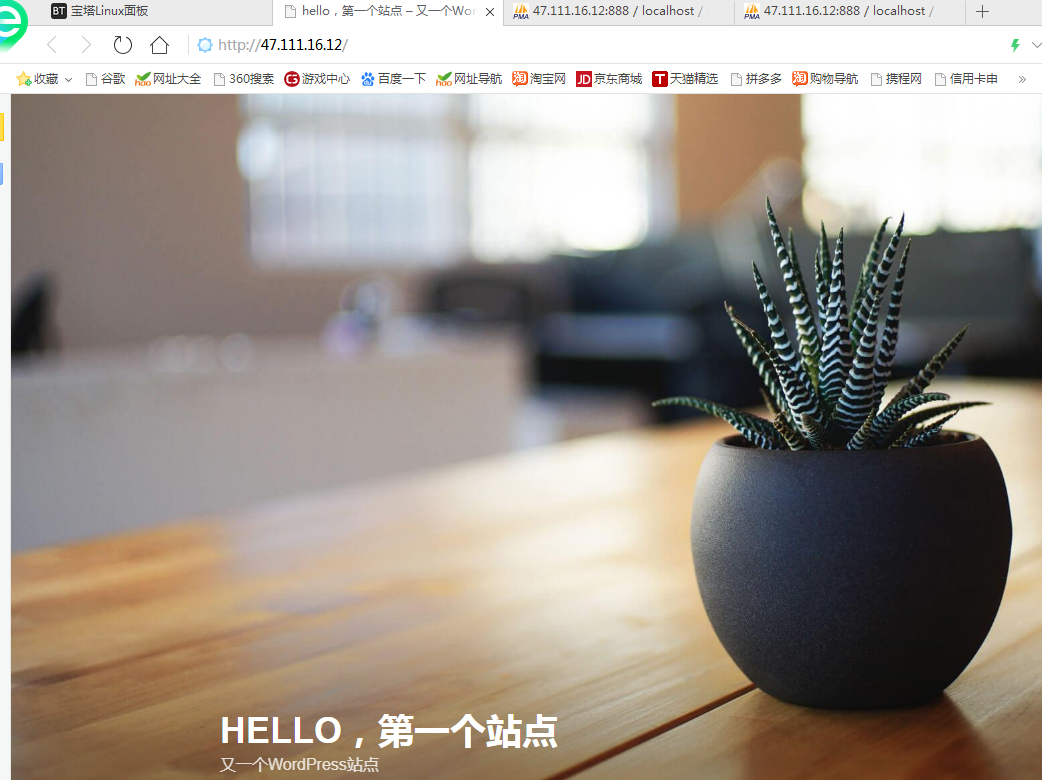 BT 宝塔Linux面板 hello，第一个站点 – 又一个Wor 47.111.16.12:888 / localhost / 47.111.16.12:888 / localhost /
http://47.111.16.12/
收藏 谷歌 网址大全 360搜索 游戏中心 百度一下 网址导航 淘宝网 京东商城 天猫精选 拼多多 购物导航 携程网 信用卡申 »
HELLO，第一个站点
又一个WordPress站点